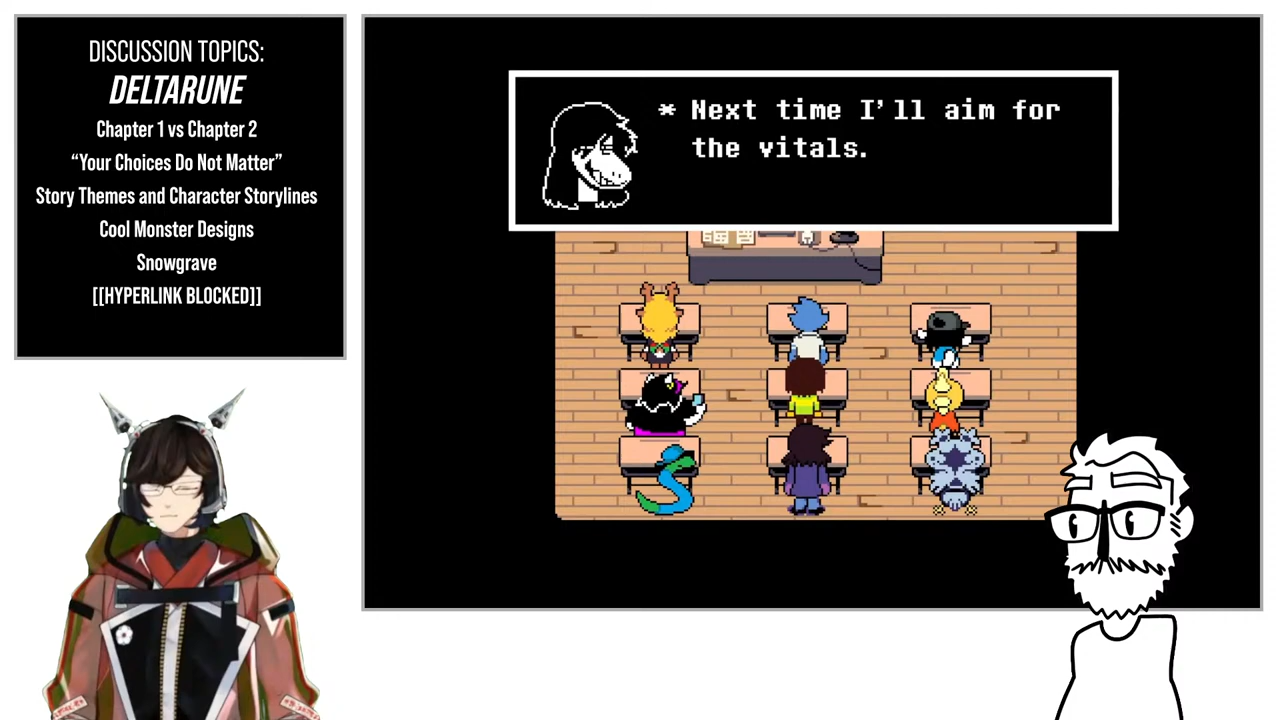 DISCUSSION TOPICS:
DELTARUNE
Chapter 1 vs Chapter 2
“Your Choices Do Not Matter”
Story Themes and Character Storylines
Cool Monster Designs
Snowgrave
[[HYPERLINK BLOCKED]]
* Next time I'll aim for
the vitals.